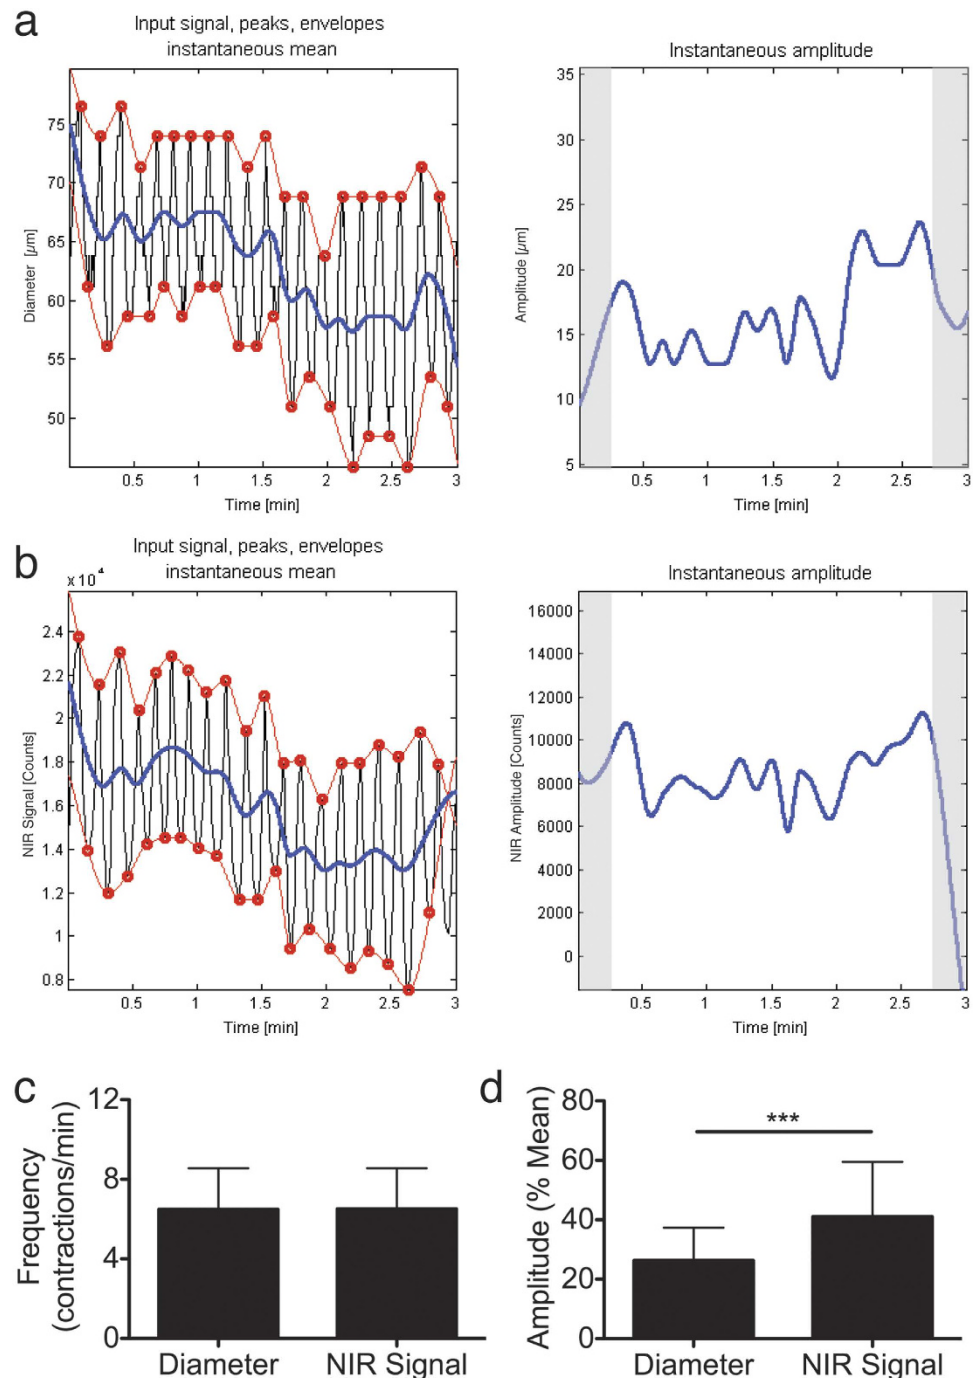 a
Input signal, peaks, envelopes
instantaneous mean
Diameter [µm]
75
70
65
60
55
50
0.5 1 1.5 2 2.5 3
Time [min]
Instantaneous amplitude
Amplitude [µm]
35
30
25
20
15
10
5
0.5 1 1.5 2 2.5 3
Time [min]
b
Input signal, peaks, envelopes
instantaneous mean
x 10⁴
NIR Signal [Counts]
2.4
2.2
2
1.8
1.6
1.4
1.2
1
0.8
0.5 1 1.5 2 2.5 3
Time [min]
Instantaneous amplitude
NIR Amplitude [Counts]
16000
14000
12000
10000
8000
6000
4000
2000
0
0.5 1 1.5 2 2.5 3
Time [min]
c
Frequency
(contractions/min)
12
8
4
0
Diameter NIR Signal
d
Amplitude (% Mean)
80
60
40
20
0
***
Diameter NIR Signal